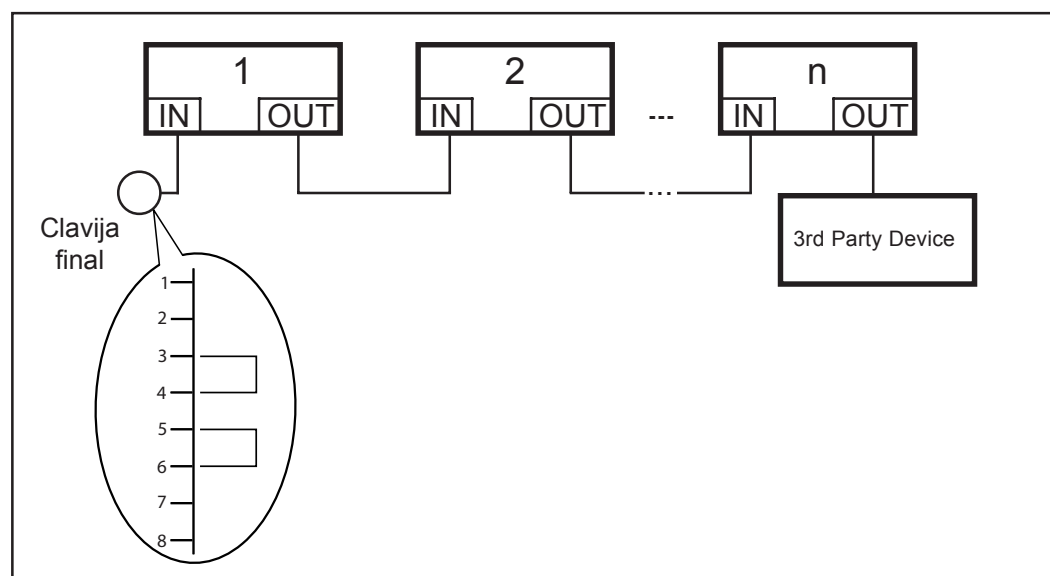 1
IN OUT
2
IN OUT
---
n
IN OUT
...
Clavija
final
3rd Party Device
1
2
3
4
5
6
7
8